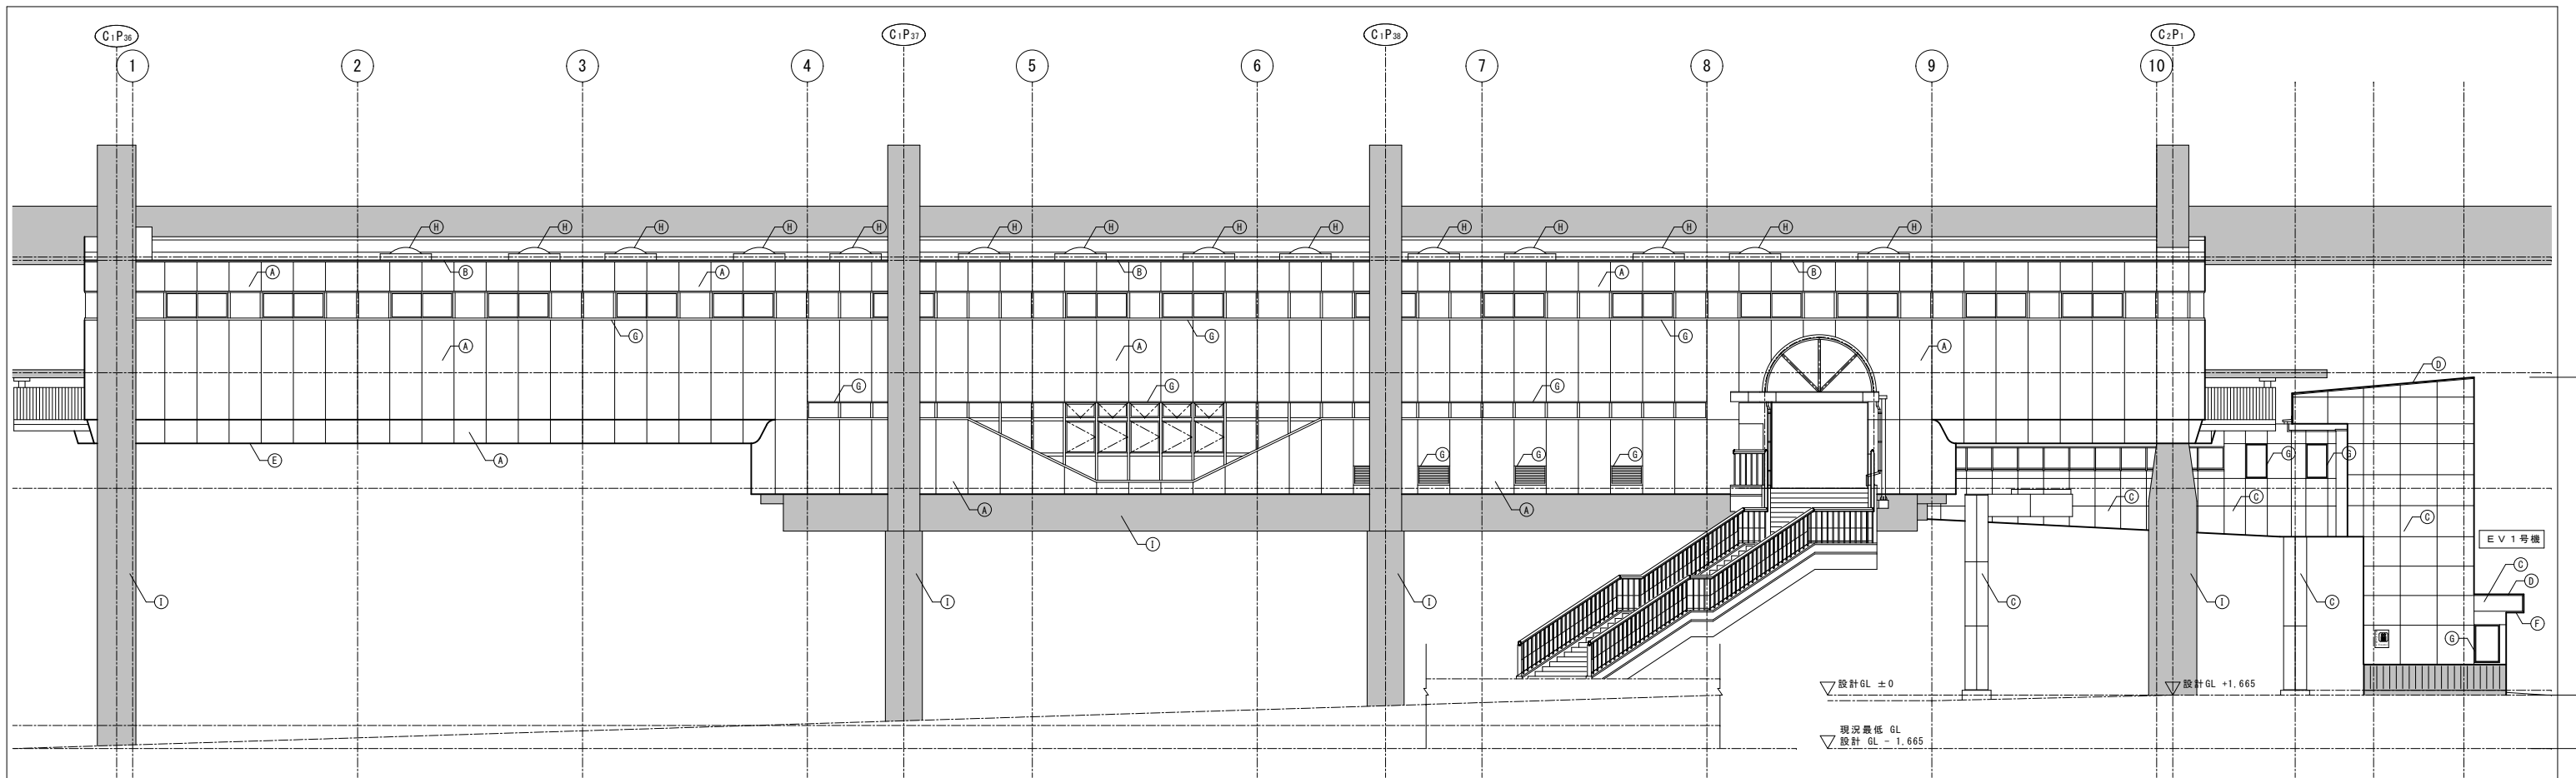 C₁P₃₆
C₁P₃₇
C₁P₃₈
C₂P₁
1 2 3 4 5 6 7 8 9 10
H H H H H H H H H H H H H H
A B A B A B
G G G
A A A
G G G
D
E A
G G G G G
A A
C C C
I
EV1号機
C
D
I I I C I C
F
G
設計GL ±0
設計GL +1,665
現況最低 GL
設計 GL - 1,665